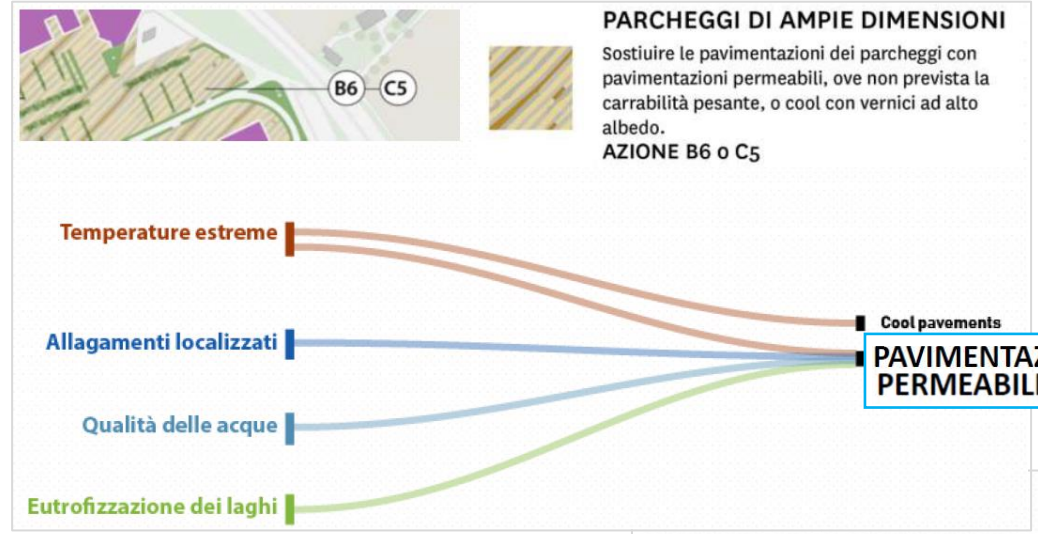 B6 C5
PARCHEGGI DI AMPIE DIMENSIONI
Sostiuire le pavimentazioni dei parcheggi con
pavimentazioni permeabili, ove non prevista la
carrabilità pesante, o cool con vernici ad alto
albedo.
AZIONE B6 o C5
Temperature estreme
Allagamenti localizzati
Qualità delle acque
Eutrofizzazione dei laghi
Cool pavements
PAVIMENTAZ
PERMEABILI